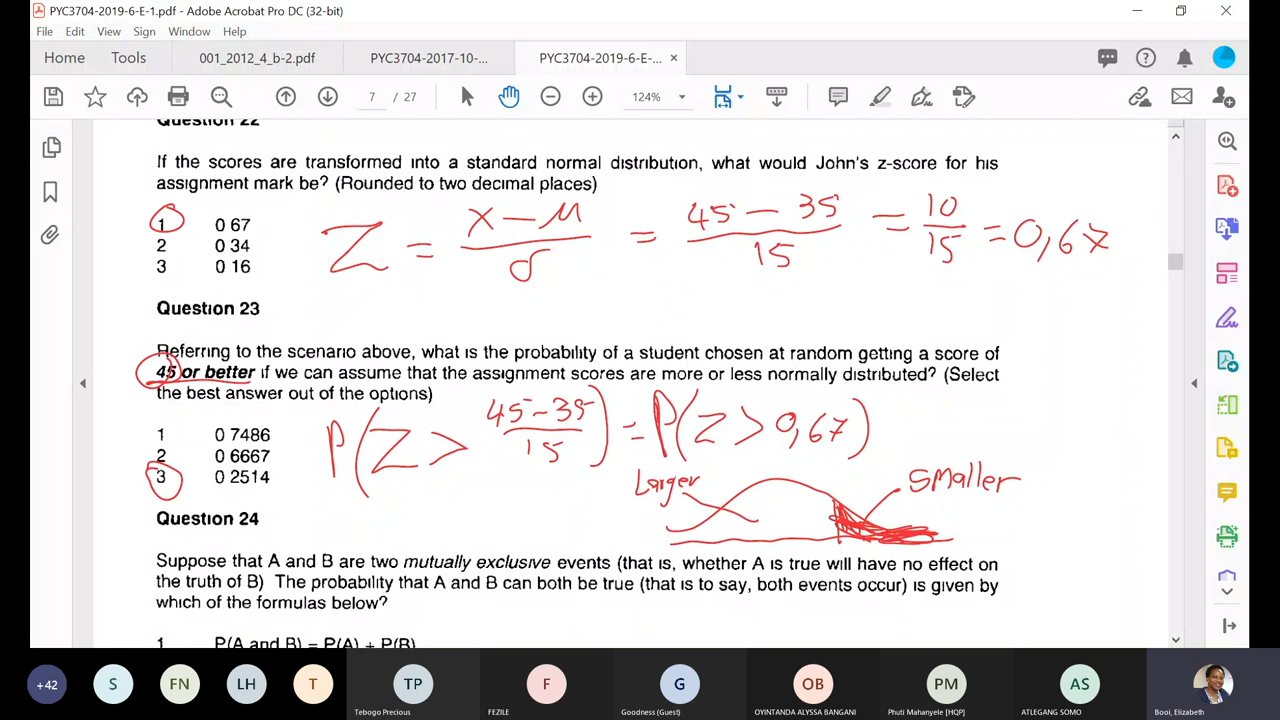 PYC3704-2019-6-E-1.pdf - Adobe Acrobat Pro DC (32-bit)
File Edit View Sign Window Help
Home Tools 001_2012_4_b-2.pdf PYC3704-2017-10-... PYC3704-2019-6-E-... ×
7 / 27 124%
Question 22
If the scores are transformed into a standard normal distribution, what would John's z-score for his
assignment mark be? (Rounded to two decimal places)
1 0 67
2 0 34
3 0 16
Z = x - μ / σ = 45 - 35 / 15 = 10 / 15 = 0,67
Question 23
Referring to the scenario above, what is the probability of a student chosen at random getting a score of
45 or better if we can assume that the assignment scores are more or less normally distributed? (Select
the best answer out of the options)
1 0 7486
2 0 6667
3 0 2514
P(Z > 45-35 / 15) = P(Z > 0,67)
Larger Smaller
Question 24
Suppose that A and B are two mutually exclusive events (that is, whether A is true will have no effect on
the truth of B) The probability that A and B can both be true (that is to say, both events occur) is given by
which of the formulas below?
1 P(A and B) = P(A) + P(B)
+42 S FN LH T TP F G OB PM AS
Tebogo Precious FEZILE Goodness (Guest) OYINTANDA ALYSSA BANGANI Phuti Mahanyele [HQP] ATLEGANG SOMO Booi, Elizabeth